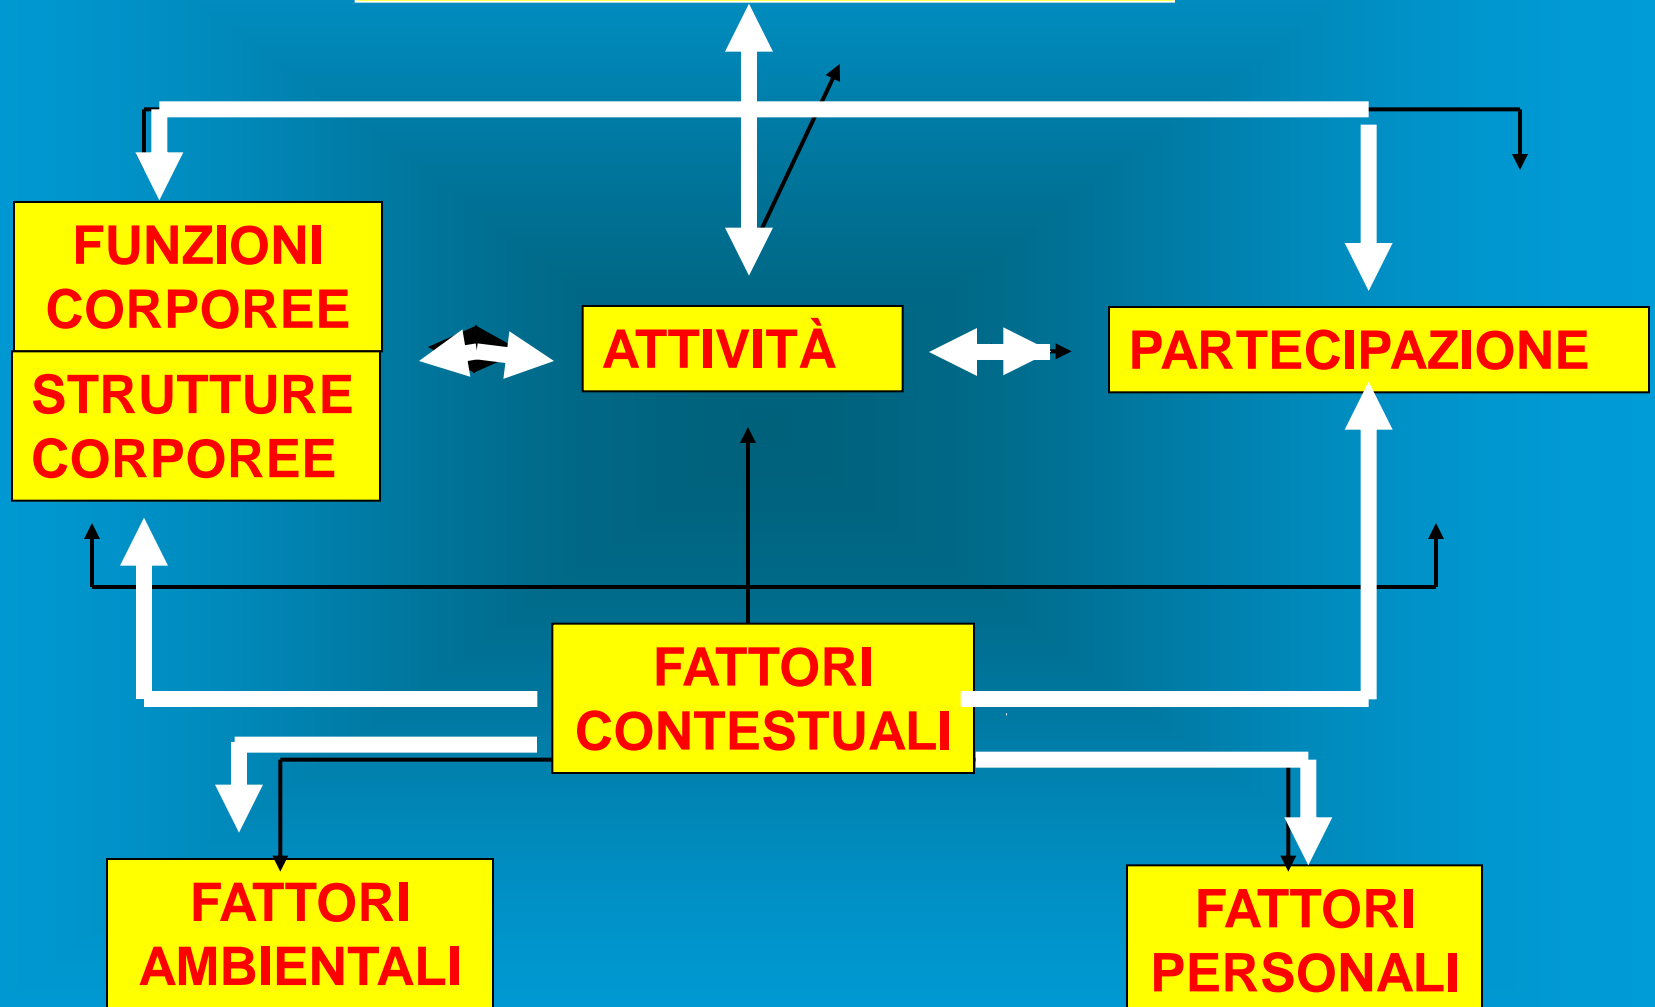 FUNZIONI
CORPOREE
STRUTTURE
CORPOREE
ATTIVITÀ
PARTECIPAZIONE
FATTORI
CONTESTUALI
FATTORI
AMBIENTALI
FATTORI
PERSONALI